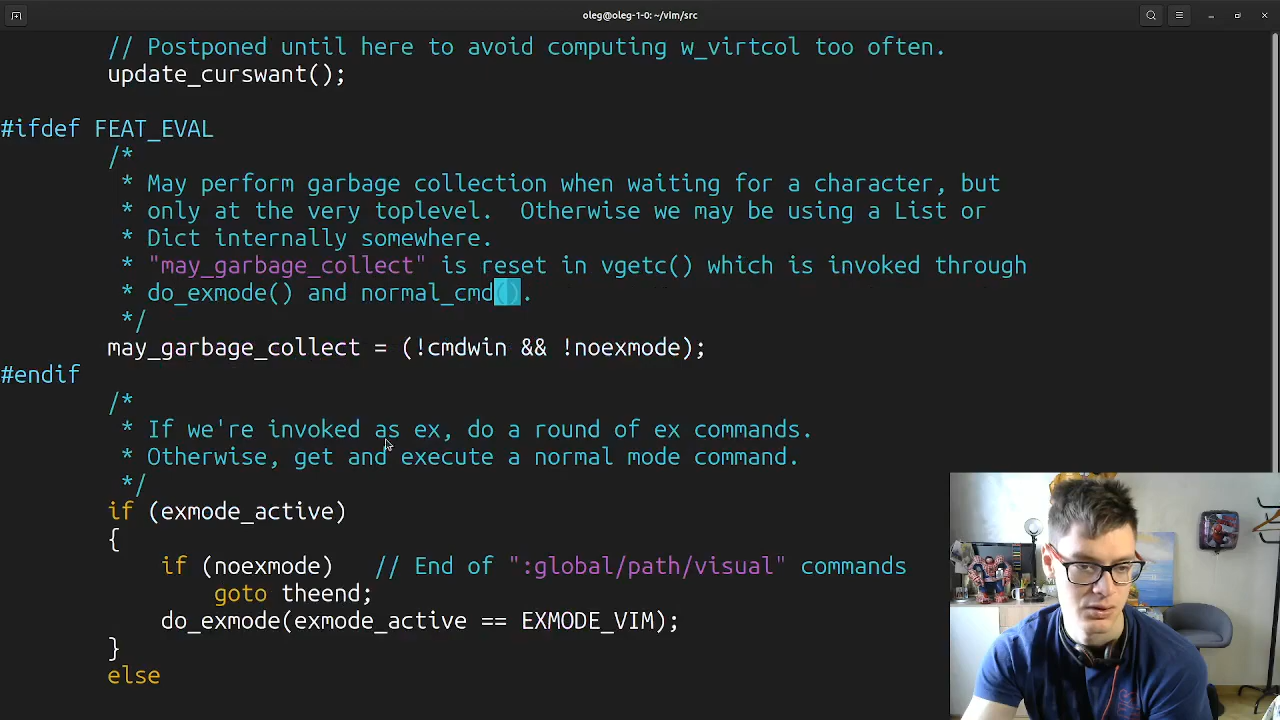 oleg@oleg-1-0: ~/vim/src
// Postponed until here to avoid computing w_virtcol too often.
update_curswant();
#ifdef FEAT_EVAL
/*
* May perform garbage collection when waiting for a character, but
* only at the very toplevel.  Otherwise we may be using a List or
* Dict internally somewhere.
* "may_garbage_collect" is reset in vgetc() which is invoked through
* do_exmode() and normal_cmd().
*/
may_garbage_collect = (!cmdwin && !noexmode);
#endif
/*
* If we're invoked as ex, do a round of ex commands.
* Otherwise, get and execute a normal mode command.
*/
if (exmode_active)
{
if (noexmode)   // End of ":global/path/visual" commands
goto theend;
do_exmode(exmode_active == EXMODE_VIM);
}
else